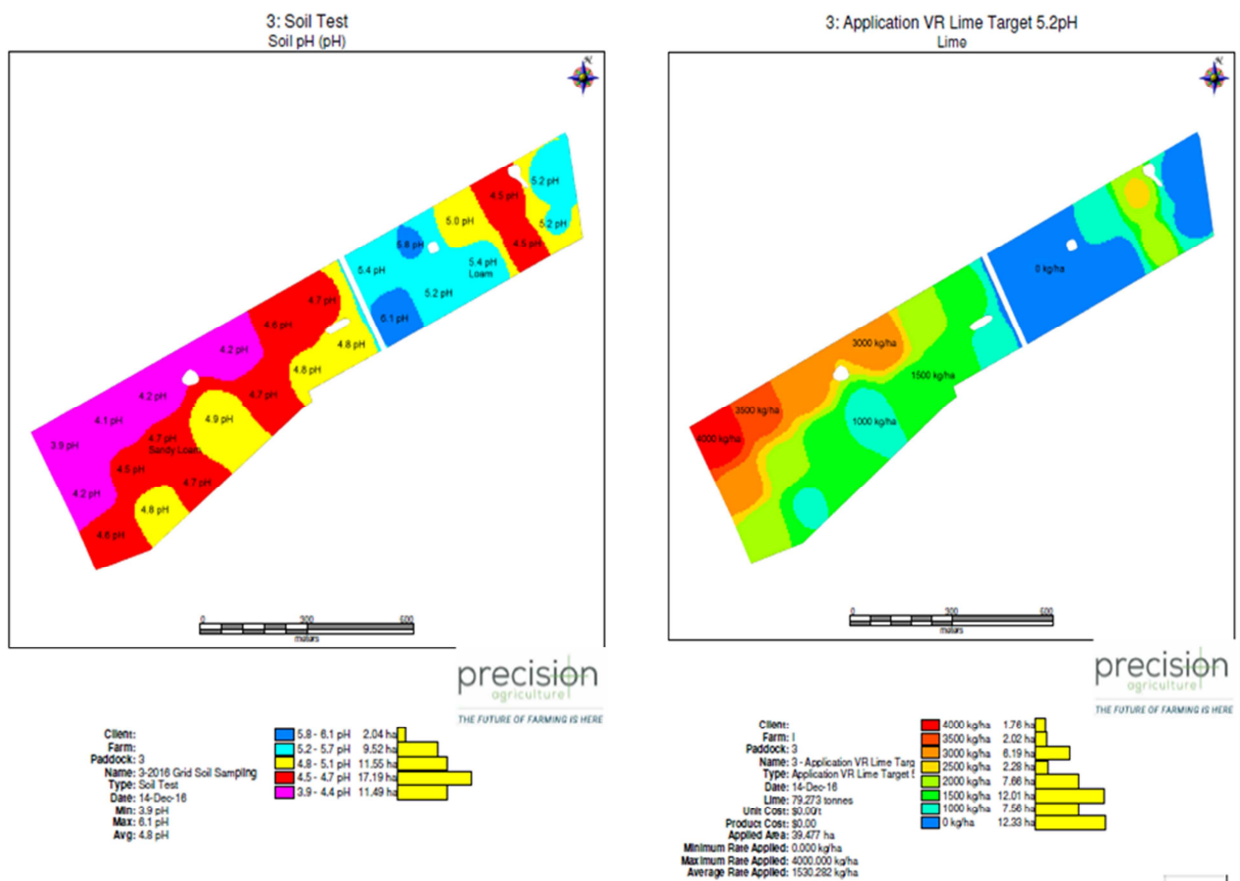 3: Soil Test
Soil pH (pH)
N
5.2 pH
4.5 pH
5.0 pH
5.2 pH
5.8 pH
4.5 pH
5.4 pH
5.4 pH
Loam
5.2 pH
4.7 pH
6.1 pH
4.6 pH
4.8 pH
4.2 pH
4.8 pH
4.2 pH
4.7 pH
4.1 pH
4.9 pH
3.9 pH
4.7 pH
Sandy Loam
4.5 pH
4.7 pH
4.2 pH
4.8 pH
4.6 pH
0 300 600
meters
precision
agriculture
THE FUTURE OF FARMING IS HERE
Client:
Farm:
Paddock: 3
Name: 3-2016 Grid Soil Sampling
Type: Soil Test
Date: 14-Dec-16
Min: 3.9 pH
Max: 6.1 pH
Avg: 4.8 pH
5.8 - 6.1 pH 2.04 ha
5.2 - 5.7 pH 9.52 ha
4.8 - 5.1 pH 11.55 ha
4.5 - 4.7 pH 17.19 ha
3.9 - 4.4 pH 11.49 ha
3: Application VR Lime Target 5.2pH
Lime
N
0 kg/ha
3000 kg/ha
1500 kg/ha
3500 kg/ha
1000 kg/ha
4000 kg/ha
0 300 600
meters
precision
agriculture
THE FUTURE OF FARMING IS HERE
Client:
Farm: I
Paddock: 3
Name: 3 - Application VR Lime Targ
Type: Application VR Lime Target 5
Date: 14-Dec-16
Lime: 79.273 tonnes
Unit Cost: $0.00/t
Product Cost: $0.00
Applied Area: 39.477 ha
Minimum Rate Applied: 0.000 kg/ha
Maximum Rate Applied: 4000.000 kg/ha
Average Rate Applied: 1530.282 kg/ha
4000 kg/ha 1.76 ha
3500 kg/ha 2.02 ha
3000 kg/ha 6.19 ha
2500 kg/ha 2.28 ha
2000 kg/ha 7.66 ha
1500 kg/ha 12.01 ha
1000 kg/ha 7.56 ha
0 kg/ha 12.33 ha